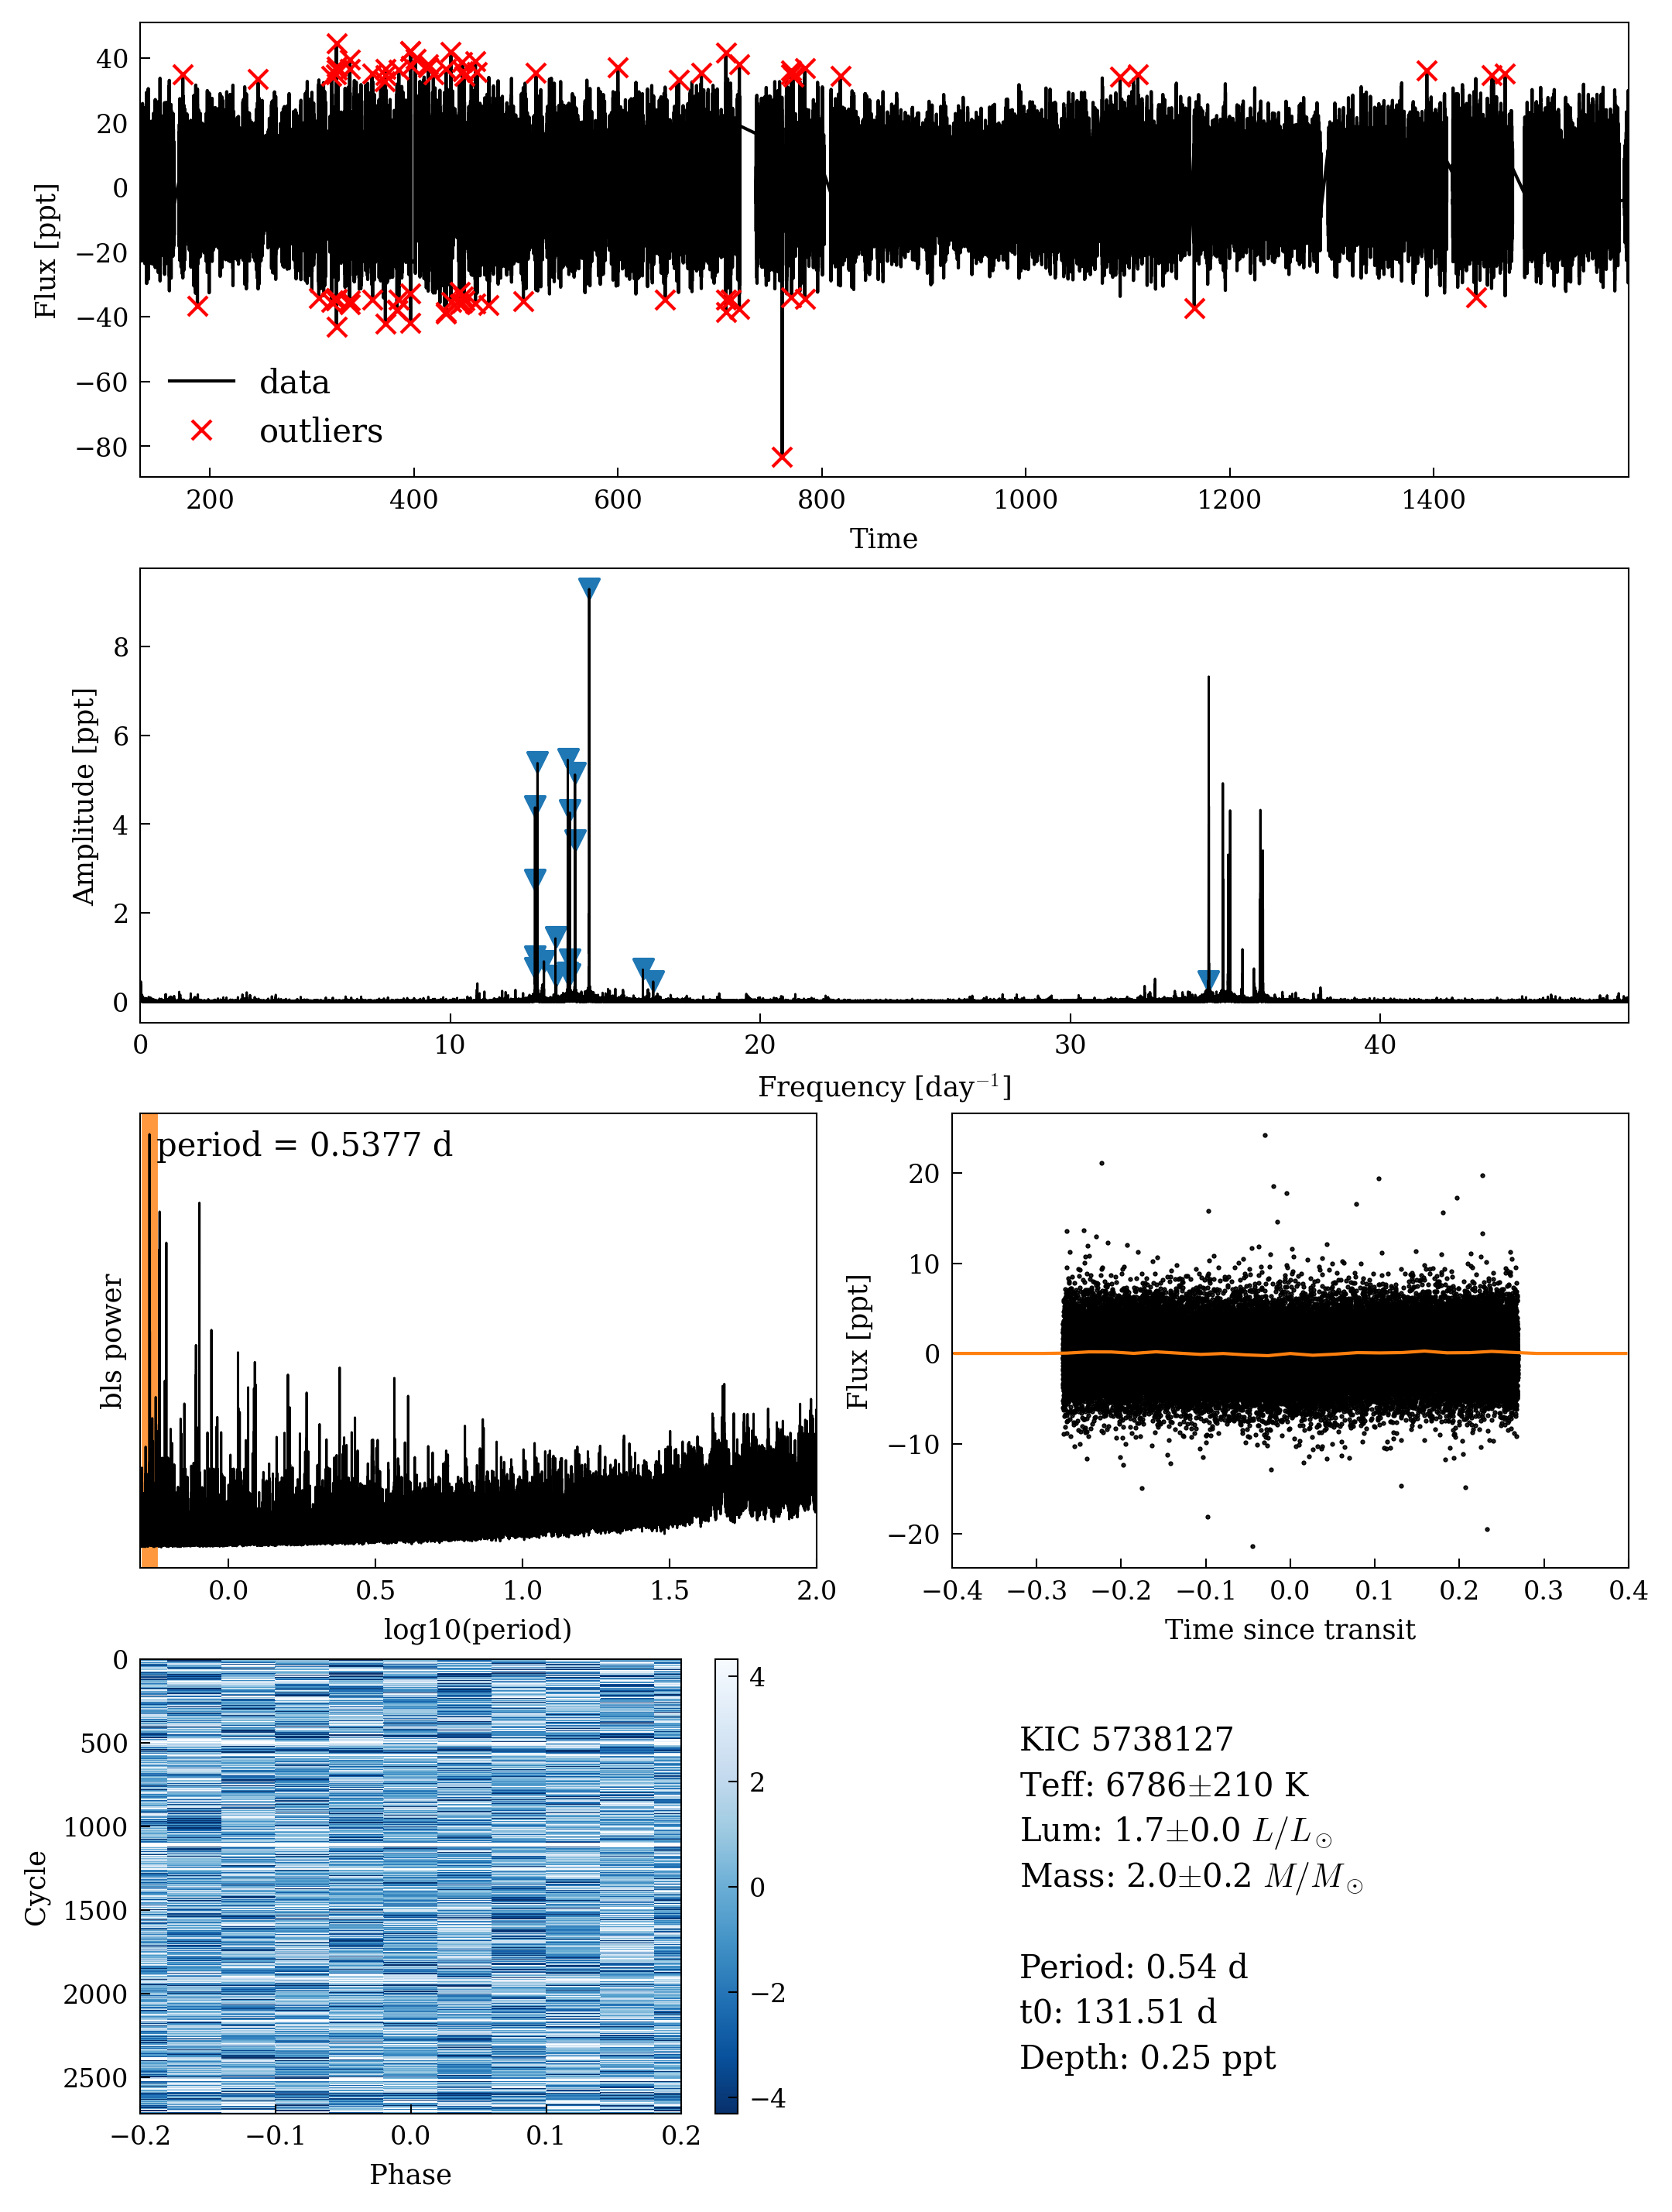 40
20
0
−20
−40
−60
−80
Flux [ppt]
data
outliers
200 400 600 800 1000 1200 1400
Time
8
6
4
2
0
Amplitude [ppt]
0 10 20 30 40
Frequency [day⁻¹]
period = 0.5377 d
bls power
0.0 0.5 1.0 1.5 2.0
log10(period)
20
10
0
−10
−20
Flux [ppt]
−0.4 −0.3 −0.2 −0.1 0.0 0.1 0.2 0.3 0.4
Time since transit
0
500
1000
1500
2000
2500
Cycle
−0.2 −0.1 0.0 0.1 0.2
Phase
4
2
0
−2
−4
KIC 5738127
Teff: 6786±210 K
Lum: 1.7±0.0 L/L☉
Mass: 2.0±0.2 M/M☉
Period: 0.54 d
t0: 131.51 d
Depth: 0.25 ppt